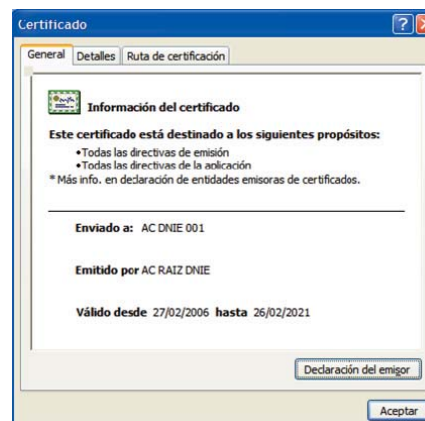 Certificado
General Detalles Ruta de certificación
Información del certificado
Este certificado está destinado a los siguientes propósitos:
•Todas las directivas de emisión
•Todas las directivas de la aplicación
* Más info. en declaración de entidades emisoras de certificados.
Enviado a: AC DNIE 001
Emitido por AC RAIZ DNIE
Válido desde 27/02/2006 hasta 26/02/2021
Declaración del emisor
Aceptar